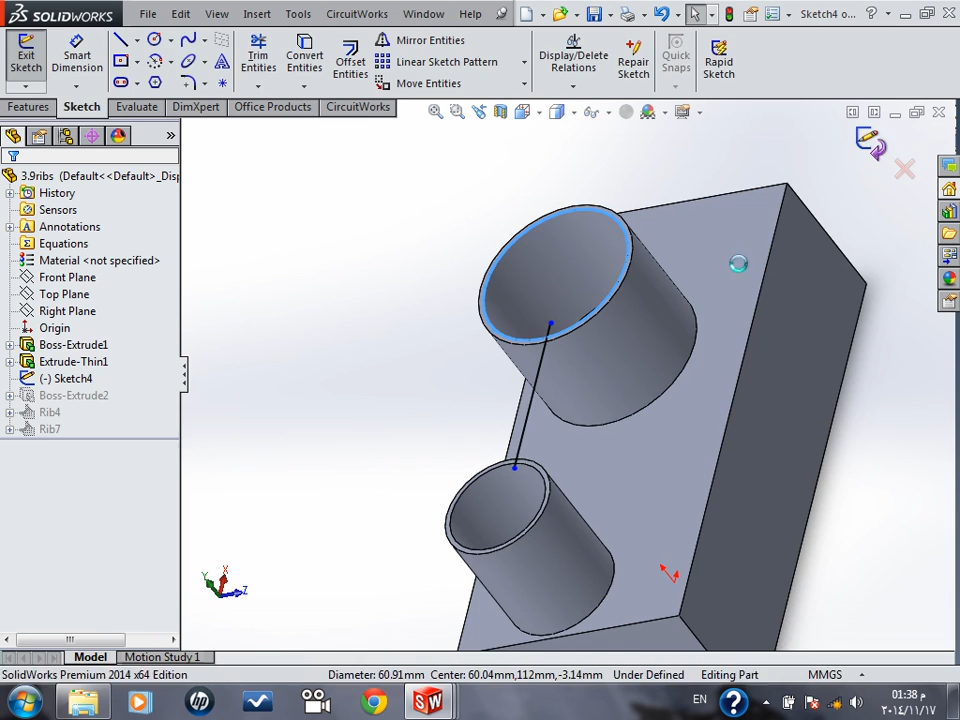 SOLIDWORKS File Edit View Insert Tools CircuitWorks Window Help Sketch4 o...
Exit Sketch
Smart Dimension
Trim Entities
Convert Entities
Offset Entities
Mirror Entities
Linear Sketch Pattern
Move Entities
Display/Delete Relations
Repair Sketch
Quick Snaps
Rapid Sketch
Features Sketch Evaluate DimXpert Office Products CircuitWorks
3.9ribs (Default<<Default>_Disp
History
Sensors
Annotations
Equations
Material <not specified>
Front Plane
Top Plane
Right Plane
Origin
Boss-Extrude1
Extrude-Thin1
(-) Sketch4
Boss-Extrude2
Rib4
Rib7
X
Y
Z
Model Motion Study 1
SolidWorks Premium 2014 x64 Edition Diameter: 60.91mm Center: 60.04mm,112mm,-3.14mm Under Defined Editing Part MMGS
EN 01:38 م
٢٠١٤/١١/١٧